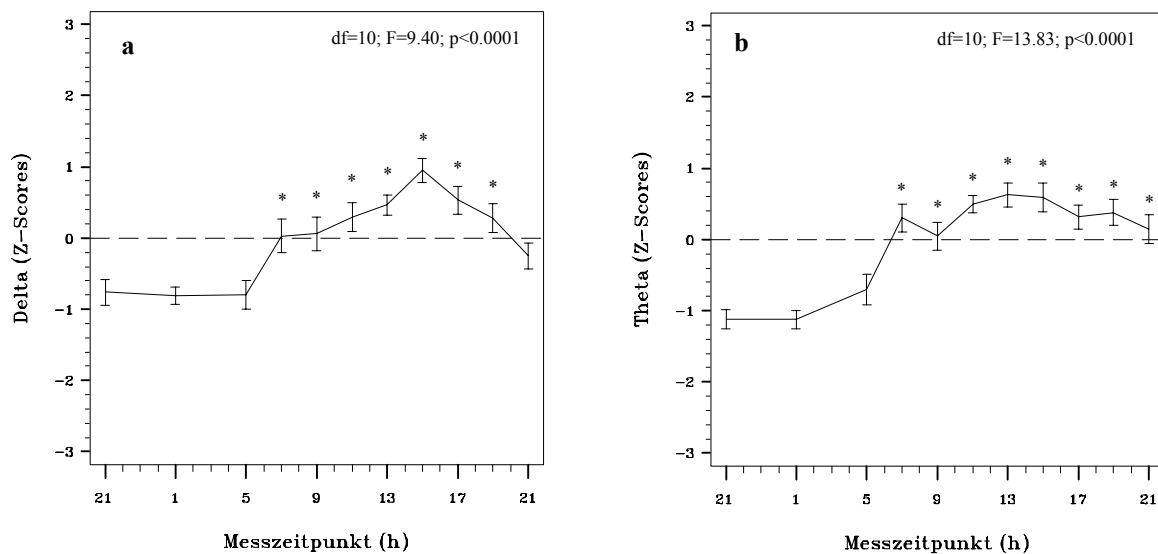 a
df=10; F=9.40; p<0.0001
3
2
1
0
-1
-2
-3
Delta (Z-Scores)
* * * * * * *
21 1 5 9 13 17 21
Messzeitpunkt (h)
b
df=10; F=13.83; p<0.0001
3
2
1
0
-1
-2
-3
Theta (Z-Scores)
* * * * * * * *
21 1 5 9 13 17 21
Messzeitpunkt (h)